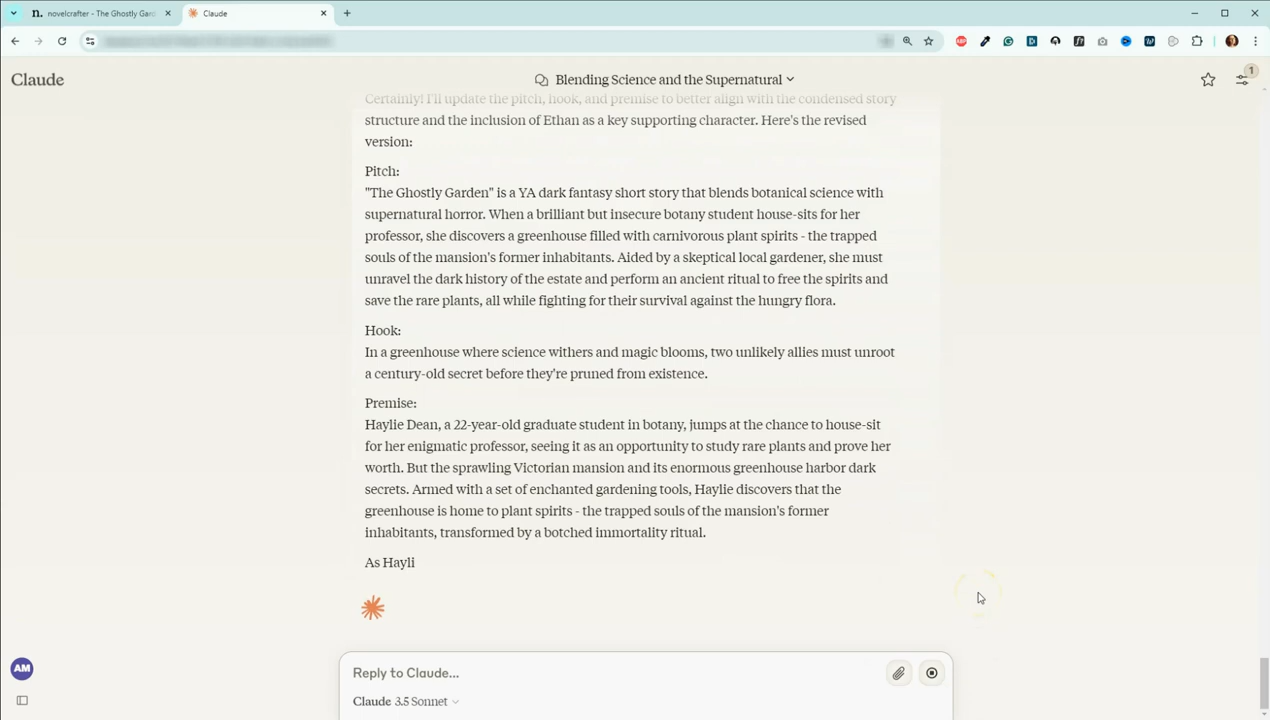 novelcrafter - The Ghostly Gard
Claude
Claude
Blending Science and the Supernatural
1
Certainly! I'll update the pitch, hook, and premise to better align with the condensed story
structure and the inclusion of Ethan as a key supporting character. Here's the revised
version:
Pitch:
"The Ghostly Garden" is a YA dark fantasy short story that blends botanical science with
supernatural horror. When a brilliant but insecure botany student house-sits for her
professor, she discovers a greenhouse filled with carnivorous plant spirits - the trapped
souls of the mansion's former inhabitants. Aided by a skeptical local gardener, she must
unravel the dark history of the estate and perform an ancient ritual to free the spirits and
save the rare plants, all while fighting for their survival against the hungry flora.
Hook:
In a greenhouse where science withers and magic blooms, two unlikely allies must unroot
a century-old secret before they're pruned from existence.
Premise:
Haylie Dean, a 22-year-old graduate student in botany, jumps at the chance to house-sit
for her enigmatic professor, seeing it as an opportunity to study rare plants and prove her
worth. But the sprawling Victorian mansion and its enormous greenhouse harbor dark
secrets. Armed with a set of enchanted gardening tools, Haylie discovers that the
greenhouse is home to plant spirits - the trapped souls of the mansion's former
inhabitants, transformed by a botched immortality ritual.
As Hayli
Reply to Claude...
AM
Claude 3.5 Sonnet